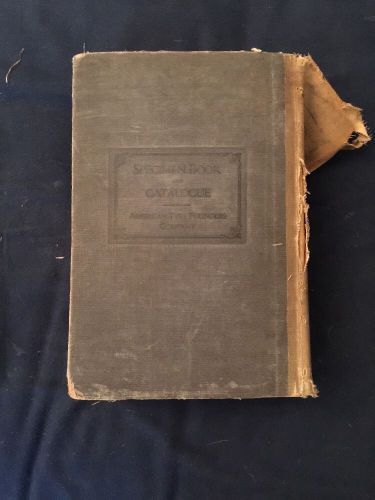 SPECIMEN BOOK
AND
CATALOGUE
AMERICAN TYPE FOUNDERS
COMPANY